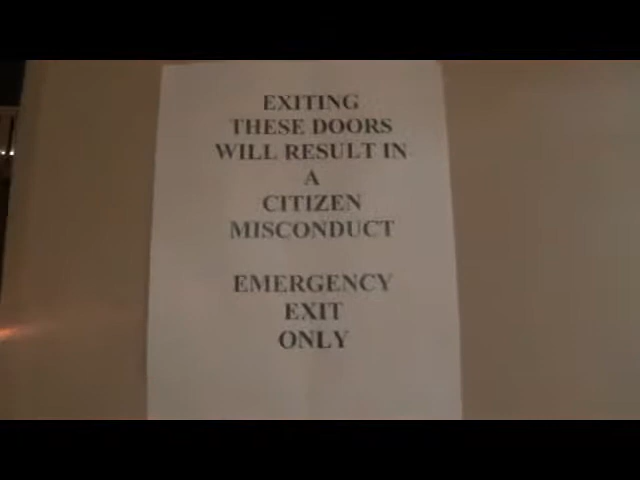 EXITING
THESE DOORS
WILL RESULT IN
A
CITIZEN
MISCONDUCT
EMERGENCY
EXIT
ONLY